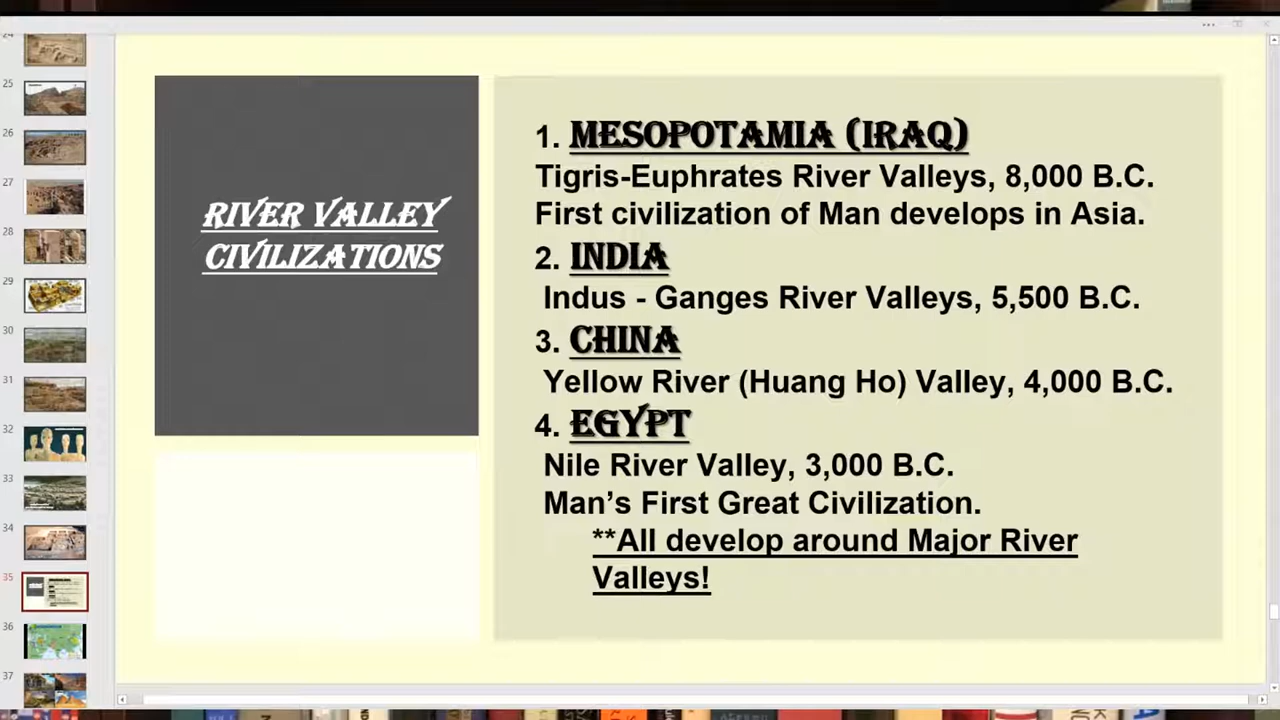 24
25
26
27
28
29
30
31
32
33
34
35
36
37
RIVER VALLEY
CIVILIZATIONS
1. MESOPOTAMIA (IRAQ)
Tigris-Euphrates River Valleys, 8,000 B.C.
First civilization of Man develops in Asia.
2. INDIA
Indus - Ganges River Valleys, 5,500 B.C.
3. CHINA
Yellow River (Huang Ho) Valley, 4,000 B.C.
4. EGYPT
Nile River Valley, 3,000 B.C.
Man’s First Great Civilization.
**All develop around Major River
Valleys!